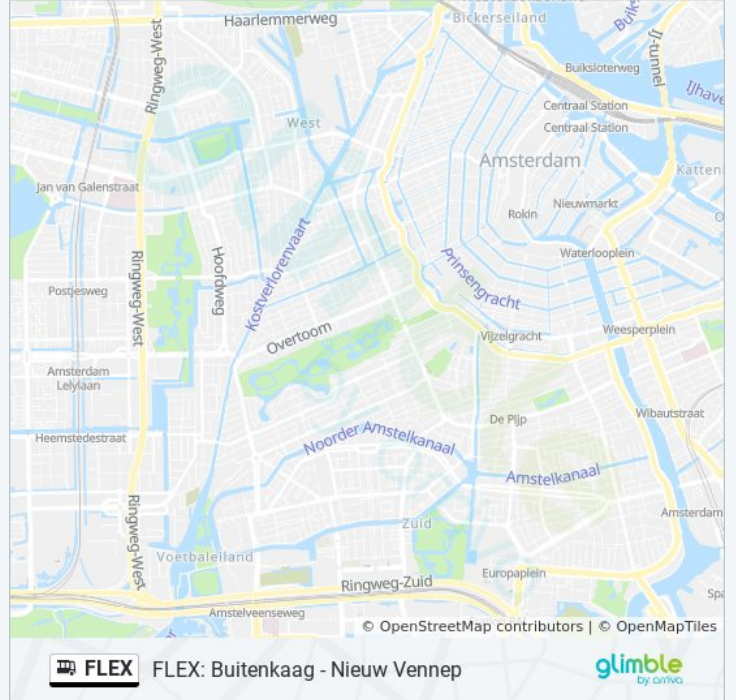 Haarlemmerweg
Bickerseiland
Ringweg-West
IJ-tunnel
Buiksloterweg
IJhave
Centraal Station
Centraal Station
West
Amsterdam
Katten
Jan van Galenstraat
Nieuwmarkt
Rokin
Kostverlorenvaart
Waterlooplein
Hoofdweg
Prinsengracht
Ringweg-West
Postjesweg
Overtoom
Vijzelgracht
Weesperplein
Amsterdam
Lelylaan
De Pijp
Wibautstraat
Heemstedestraat
Noorder Amstelkanaal
Amstelkanaal
Amsterdam
Ringweg-West
Zuid
Voetbaleiland
Europaplein
Ringweg-Zuid
Spa
Amstelveenseweg
© OpenStreetMap contributors | © OpenMapTiles
FLEX FLEX: Buitenkaag - Nieuw Vennep
glimble
by arriva